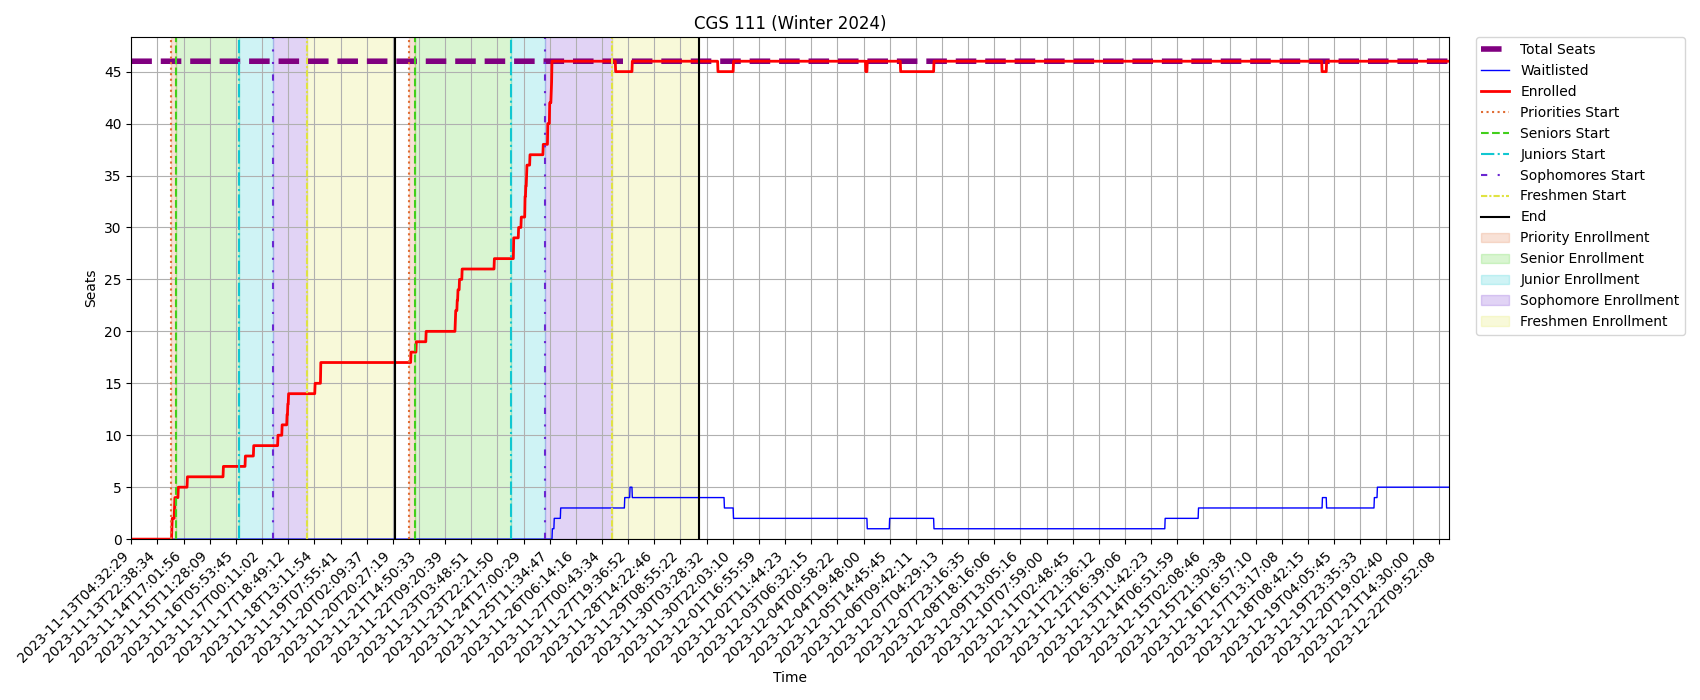 CGS 111 (Winter 2024)
Seats
45
40
35
30
25
20
15
10
5
0
2023-11-13T04:32:29
2023-11-13T22:38:34
2023-11-14T17:01:56
2023-11-15T11:28:09
2023-11-16T05:53:45
2023-11-17T00:11:02
2023-11-17T18:49:12
2023-11-18T13:11:54
2023-11-19T07:55:41
2023-11-20T02:09:37
2023-11-20T20:27:19
2023-11-21T14:50:33
2023-11-22T09:20:39
2023-11-23T03:48:51
2023-11-23T22:21:50
2023-11-24T17:00:29
2023-11-25T11:34:47
2023-11-26T06:14:16
2023-11-27T00:43:34
2023-11-27T19:36:52
2023-11-28T14:22:46
2023-11-29T08:55:22
2023-11-30T03:28:32
2023-11-30T22:03:10
2023-12-01T16:55:59
2023-12-02T11:44:23
2023-12-03T06:32:15
2023-12-04T00:58:22
2023-12-04T19:48:00
2023-12-05T14:45:45
2023-12-06T09:42:11
2023-12-07T04:29:13
2023-12-07T23:16:35
2023-12-08T18:16:06
2023-12-09T13:05:16
2023-12-10T07:59:00
2023-12-11T02:48:45
2023-12-11T21:36:12
2023-12-12T16:39:06
2023-12-13T11:42:23
2023-12-14T06:51:59
2023-12-15T02:08:46
2023-12-15T21:30:38
2023-12-16T16:57:10
2023-12-17T13:17:08
2023-12-18T08:42:15
2023-12-19T04:05:45
2023-12-19T23:35:33
2023-12-20T19:02:40
2023-12-21T14:30:00
2023-12-22T09:52:08
Time
Total Seats
Waitlisted
Enrolled
Priorities Start
Seniors Start
Juniors Start
Sophomores Start
Freshmen Start
End
Priority Enrollment
Senior Enrollment
Junior Enrollment
Sophomore Enrollment
Freshmen Enrollment